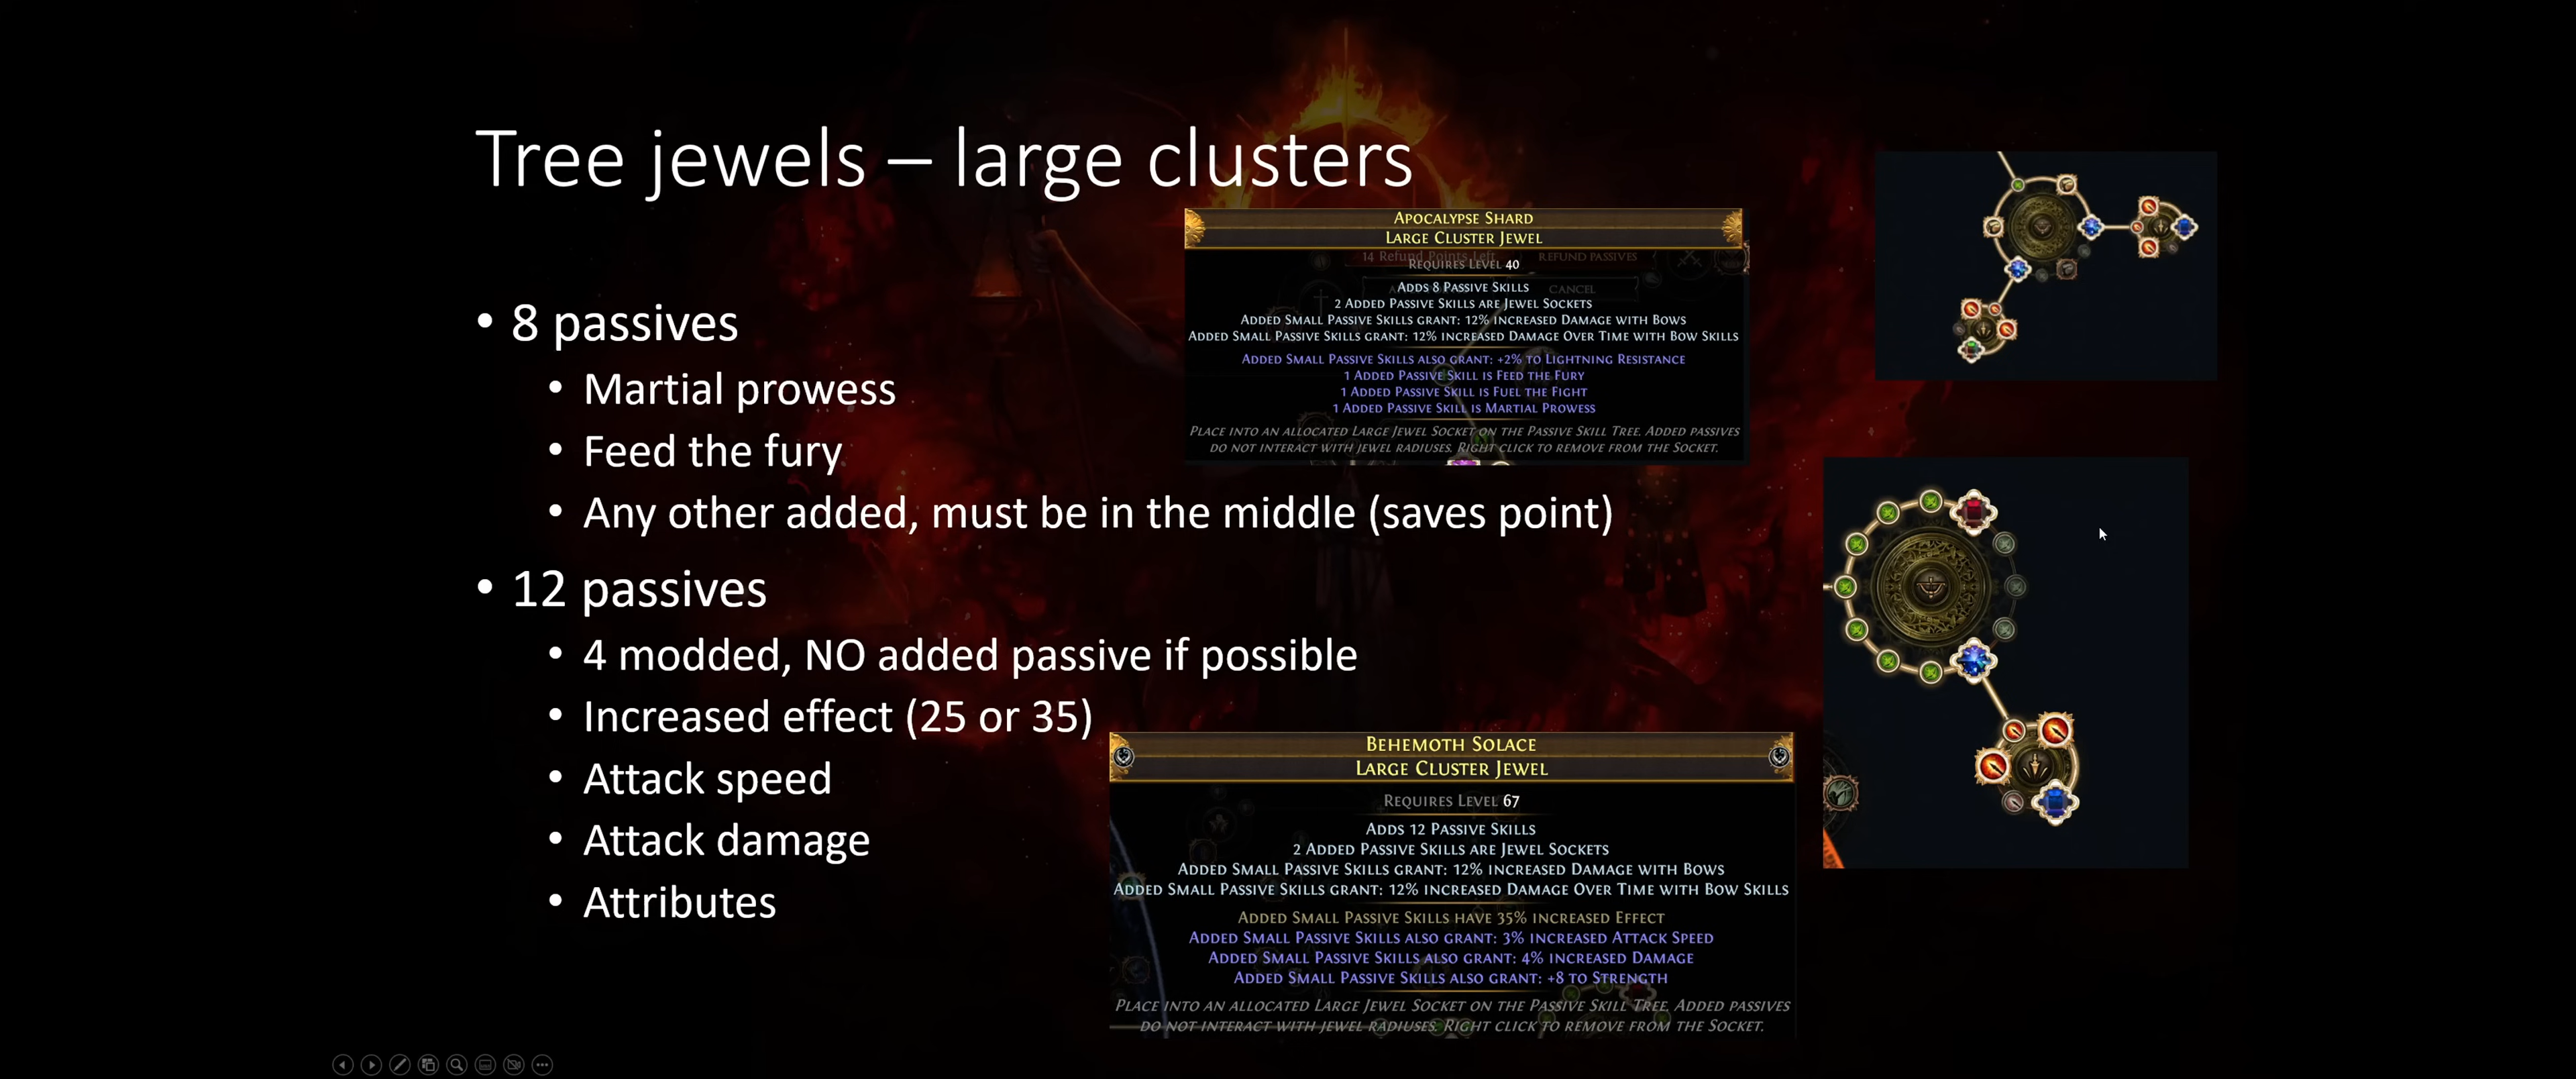 Tree jewels – large clusters
• 8 passives
• Martial prowess
• Feed the fury
• Any other added, must be in the middle (saves point)
• 12 passives
• 4 modded, NO added passive if possible
• Increased effect (25 or 35)
• Attack speed
• Attack damage
• Attributes
APOCALYPSE SHARD
LARGE CLUSTER JEWEL
14 Refund Points Left
REFUND PASSIVES
REQUIRES LEVEL 40
ADDS 8 PASSIVE SKILLS
CANCEL
2 ADDED PASSIVE SKILLS ARE JEWEL SOCKETS
ADDED SMALL PASSIVE SKILLS GRANT: 12% INCREASED DAMAGE WITH BOWS
ADDED SMALL PASSIVE SKILLS GRANT: 12% INCREASED DAMAGE OVER TIME WITH BOW SKILLS
ADDED SMALL PASSIVE SKILLS ALSO GRANT: +2% TO LIGHTNING RESISTANCE
1 ADDED PASSIVE SKILL IS FEED THE FURY
1 ADDED PASSIVE SKILL IS FUEL THE FIGHT
1 ADDED PASSIVE SKILL IS MARTIAL PROWESS
PLACE INTO AN ALLOCATED LARGE JEWEL SOCKET ON THE PASSIVE SKILL TREE. ADDED PASSIVES
DO NOT INTERACT WITH JEWEL RADIUSES. RIGHT CLICK TO REMOVE FROM THE SOCKET.
BEHEMOTH SOLACE
LARGE CLUSTER JEWEL
REQUIRES LEVEL 67
ADDS 12 PASSIVE SKILLS
2 ADDED PASSIVE SKILLS ARE JEWEL SOCKETS
ADDED SMALL PASSIVE SKILLS GRANT: 12% INCREASED DAMAGE WITH BOWS
ADDED SMALL PASSIVE SKILLS GRANT: 12% INCREASED DAMAGE OVER TIME WITH BOW SKILLS
ADDED SMALL PASSIVE SKILLS HAVE 35% INCREASED EFFECT
ADDED SMALL PASSIVE SKILLS ALSO GRANT: 3% INCREASED ATTACK SPEED
ADDED SMALL PASSIVE SKILLS ALSO GRANT: 4% INCREASED DAMAGE
ADDED SMALL PASSIVE SKILLS ALSO GRANT: +8 TO STRENGTH
PLACE INTO AN ALLOCATED LARGE JEWEL SOCKET ON THE PASSIVE SKILL TREE. ADDED PASSIVES
DO NOT INTERACT WITH JEWEL RADIUSES. RIGHT CLICK TO REMOVE FROM THE SOCKET.